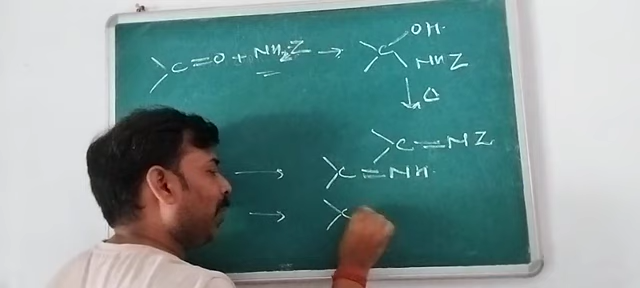 >C=O + NH₂Z → >C OH
NHZ
↓Δ
>C=NZ
→ >C=NH
→ >C